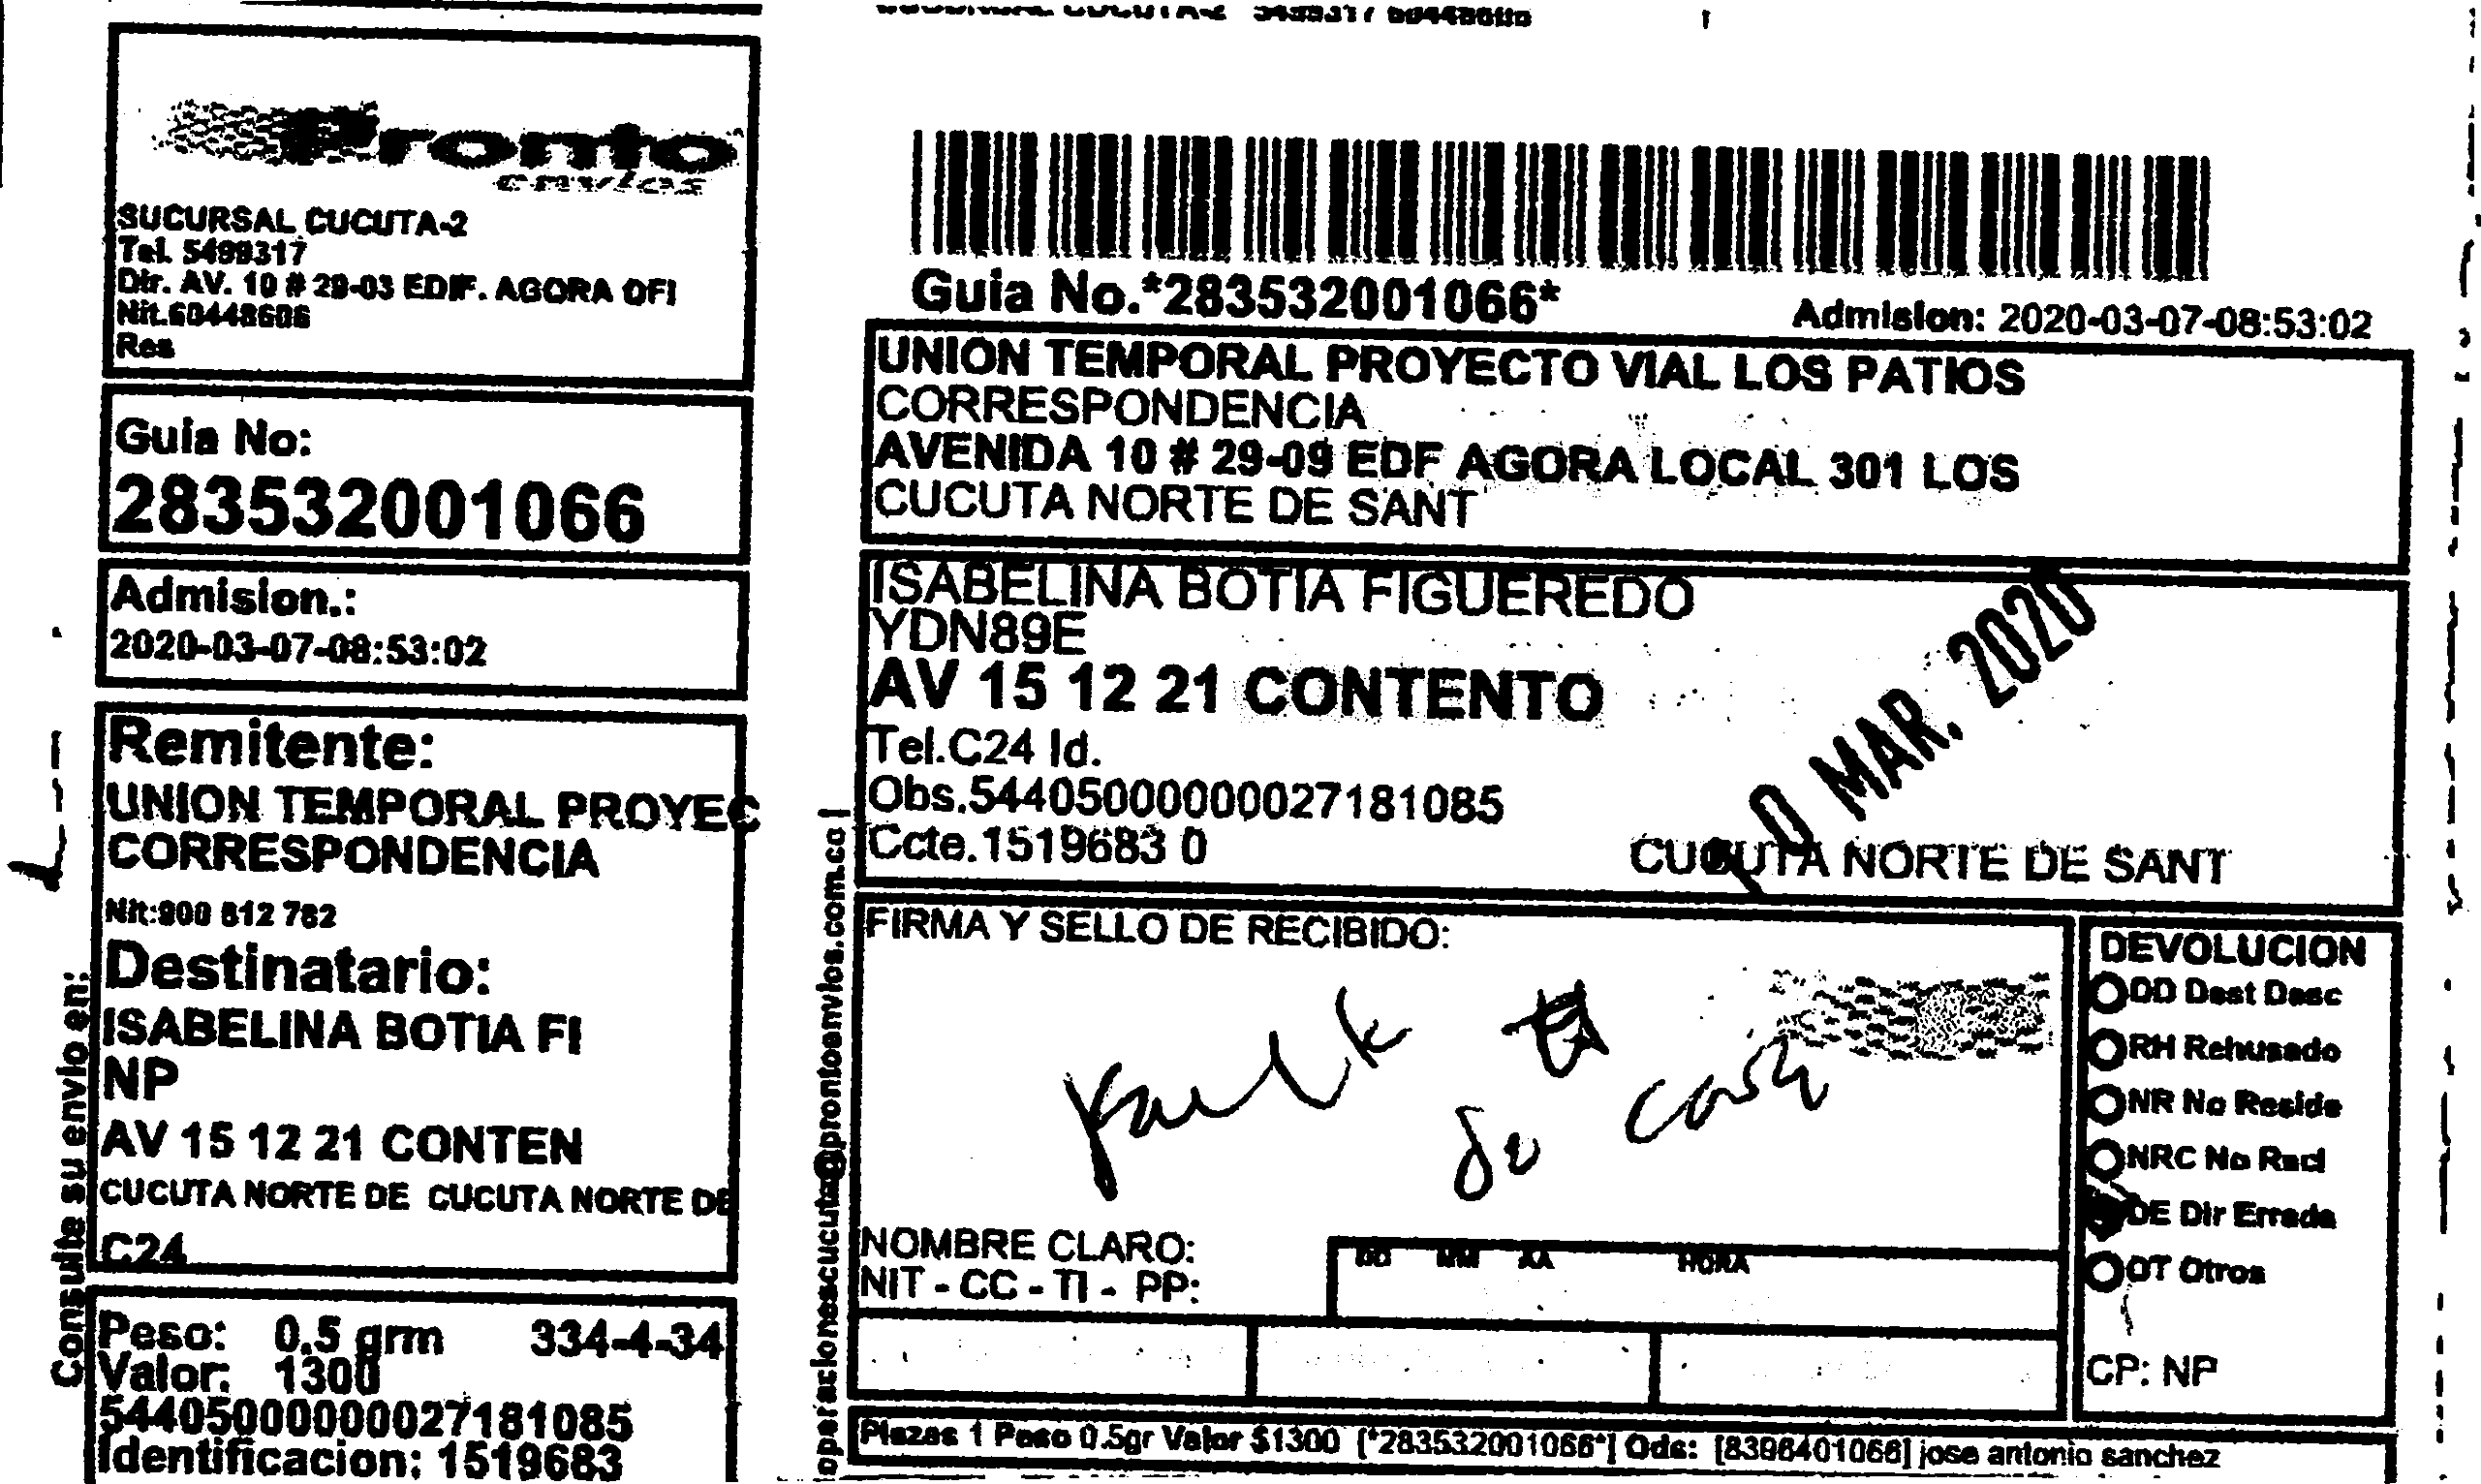 Pronto
envios
SUCURSAL CUCUTA-2
Tel. 5499317
Dir. AV. 10 # 29-03 EDIF. AGORA OFI
Nit.60448606
Res
Guia No:
283532001066
Admision.:
2020-03-07-08:53:02
Remitente:
UNION TEMPORAL PROYEC
CORRESPONDENCIA
Nit:900 812 762
Destinatario:
ISABELINA BOTIA FI
NP
AV 15 12 21 CONTEN
CUCUTA NORTE DE CUCUTA NORTE DE
C24
Peso: 0.5 grm 334-4-34
Valor: 1300
544050000000027181085
Identificacion: 1519683
Consulte su envio en:
operacionescucuta@prontoenvios.com.co |
Guia No.*283532001066*
Admision: 2020-03-07-08:53:02
UNION TEMPORAL PROYECTO VIAL LOS PATIOS
CORRESPONDENCIA
AVENIDA 10 # 29-09 EDF AGORA LOCAL 301 LOS
CUCUTA NORTE DE SANT
ISABELINA BOTIA FIGUEREDO
YDN89E
AV 15 12 21 CONTENTO
Tel.C24 Id.
Obs.544050000000027181085
Ccte.1519683 0
CUCUTA NORTE DE SANT
10 MAR. 2020
FIRMA Y SELLO DE RECIBIDO:
casa
NOMBRE CLARO:
DD MM AA HORA
NIT - CC - TI - PP:
DEVOLUCION
DD Dest Desc
RH Rehusado
NR No Reside
NRC No Recl
DE Dir Errada
OT Otros
CP: NP
Piezas 1 Peso 0.5gr Valor $1300 [*283532001066*] Ods: [8396401066] jose antonio sanchez